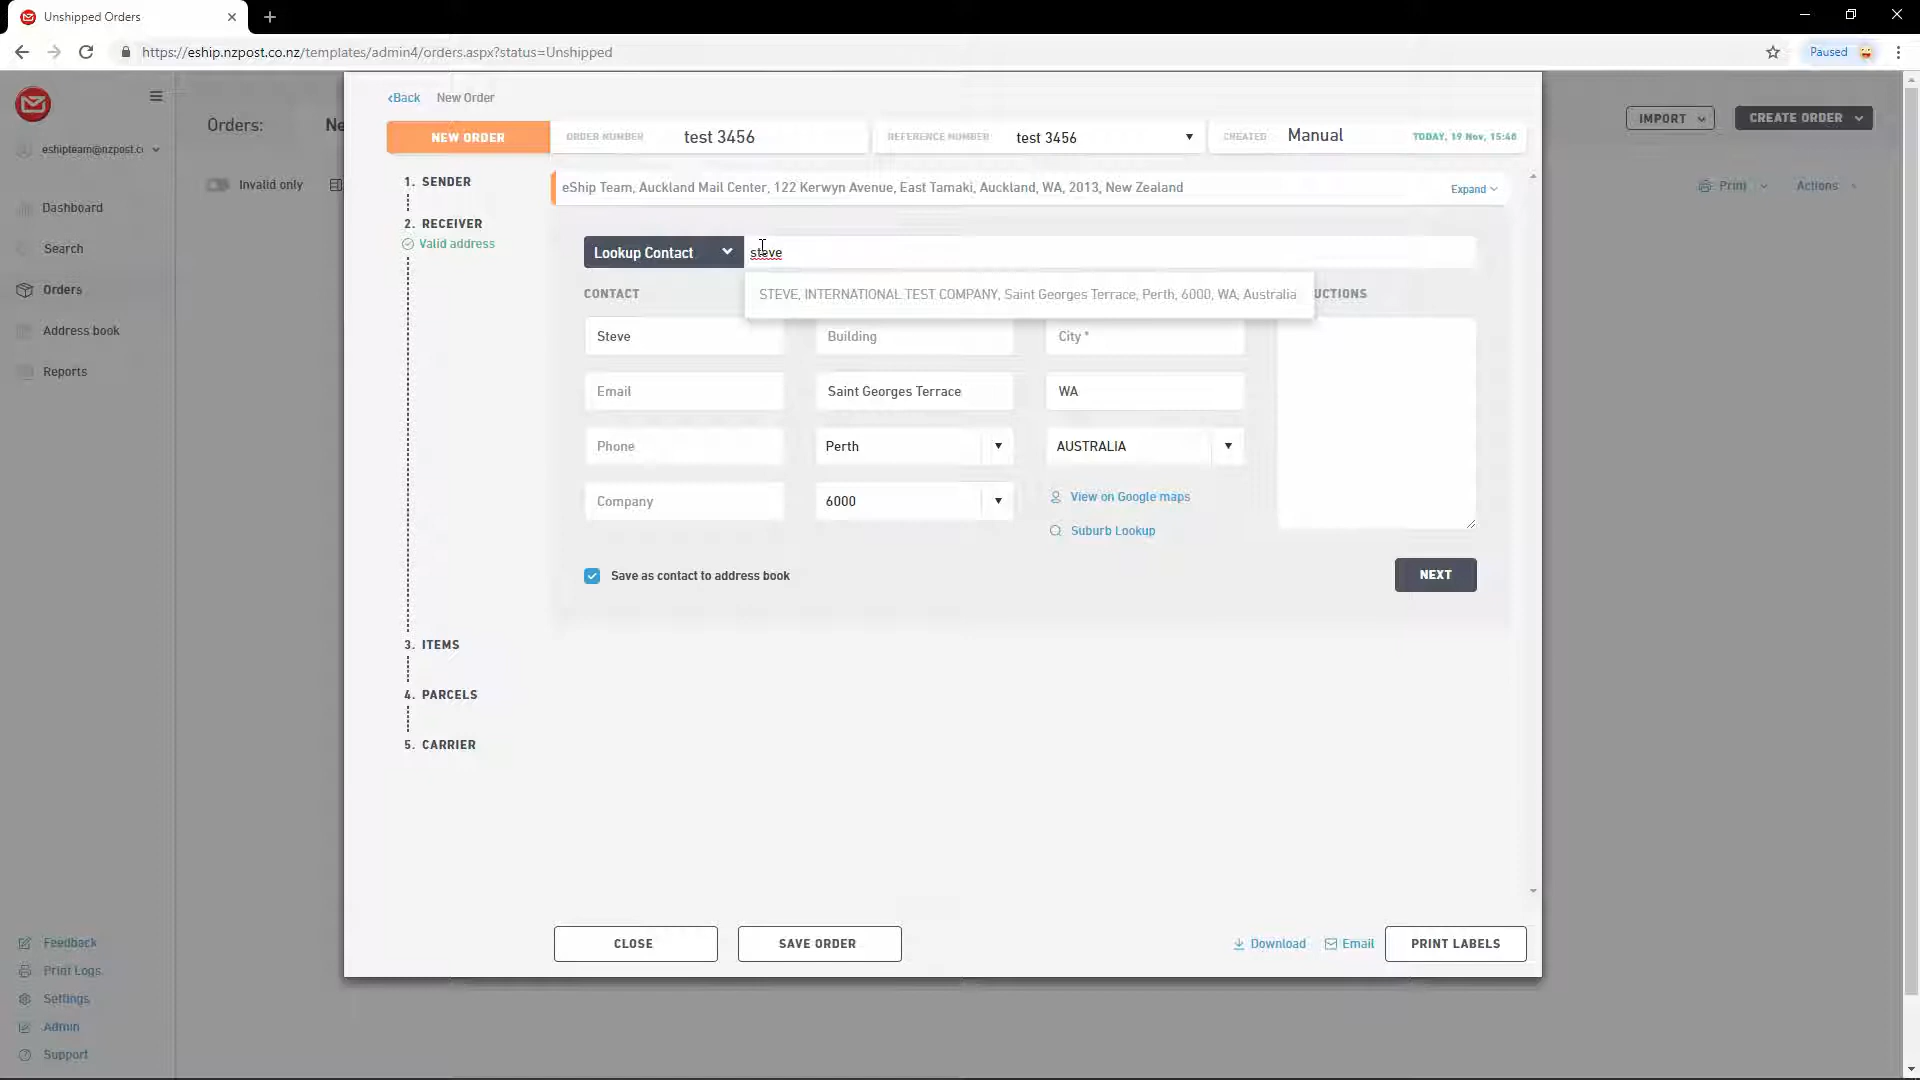 Unshipped Orders
https://eship.nzpost.co.nz/templates/admin4/orders.aspx?status=Unshipped
Paused
Back New Order
Orders: Ne
IMPORT
CREATE ORDER
NEW ORDER
ORDER NUMBER test 3456
REFERENCE NUMBER test 3456
CREATED Manual TODAY, 19 Nov, 15:46
eshipteam@nzpost.c
Invalid only
Print
Actions
1. SENDER
eShip Team, Auckland Mail Center, 122 Kerwyn Avenue, East Tamaki, Auckland, WA, 2013, New Zealand
Expand
Dashboard
2. RECEIVER
Valid address
Search
Lookup Contact
steve
STEVE, INTERNATIONAL TEST COMPANY, Saint Georges Terrace, Perth, 6000, WA, Australia
CONTACT
UCTIONS
Orders
Address book
Reports
Steve
Building
City *
Email
Saint Georges Terrace
WA
Phone
Perth
AUSTRALIA
Company
6000
View on Google maps
Suburb Lookup
Save as contact to address book
NEXT
3. ITEMS
4. PARCELS
5. CARRIER
CLOSE
SAVE ORDER
Download
Email
PRINT LABELS
Feedback
Print Logs
Settings
Admin
Support